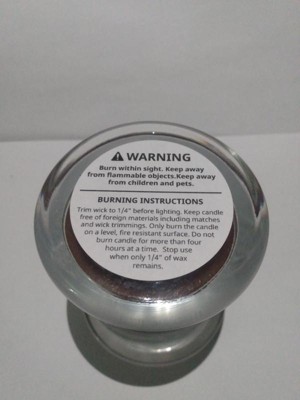 ⚠ WARNING
Burn within sight. Keep away
from flammable objects.Keep away
from children and pets.
BURNING INSTRUCTIONS
Trim wick to 1/4" before lighting. Keep candle
free of foreign materials including matches
and wick trimmings. Only burn the candle
on a level, fire resistant surface. Do not
burn candle for more than four
hours at a time. Stop use
when only 1/4" of wax
remains.